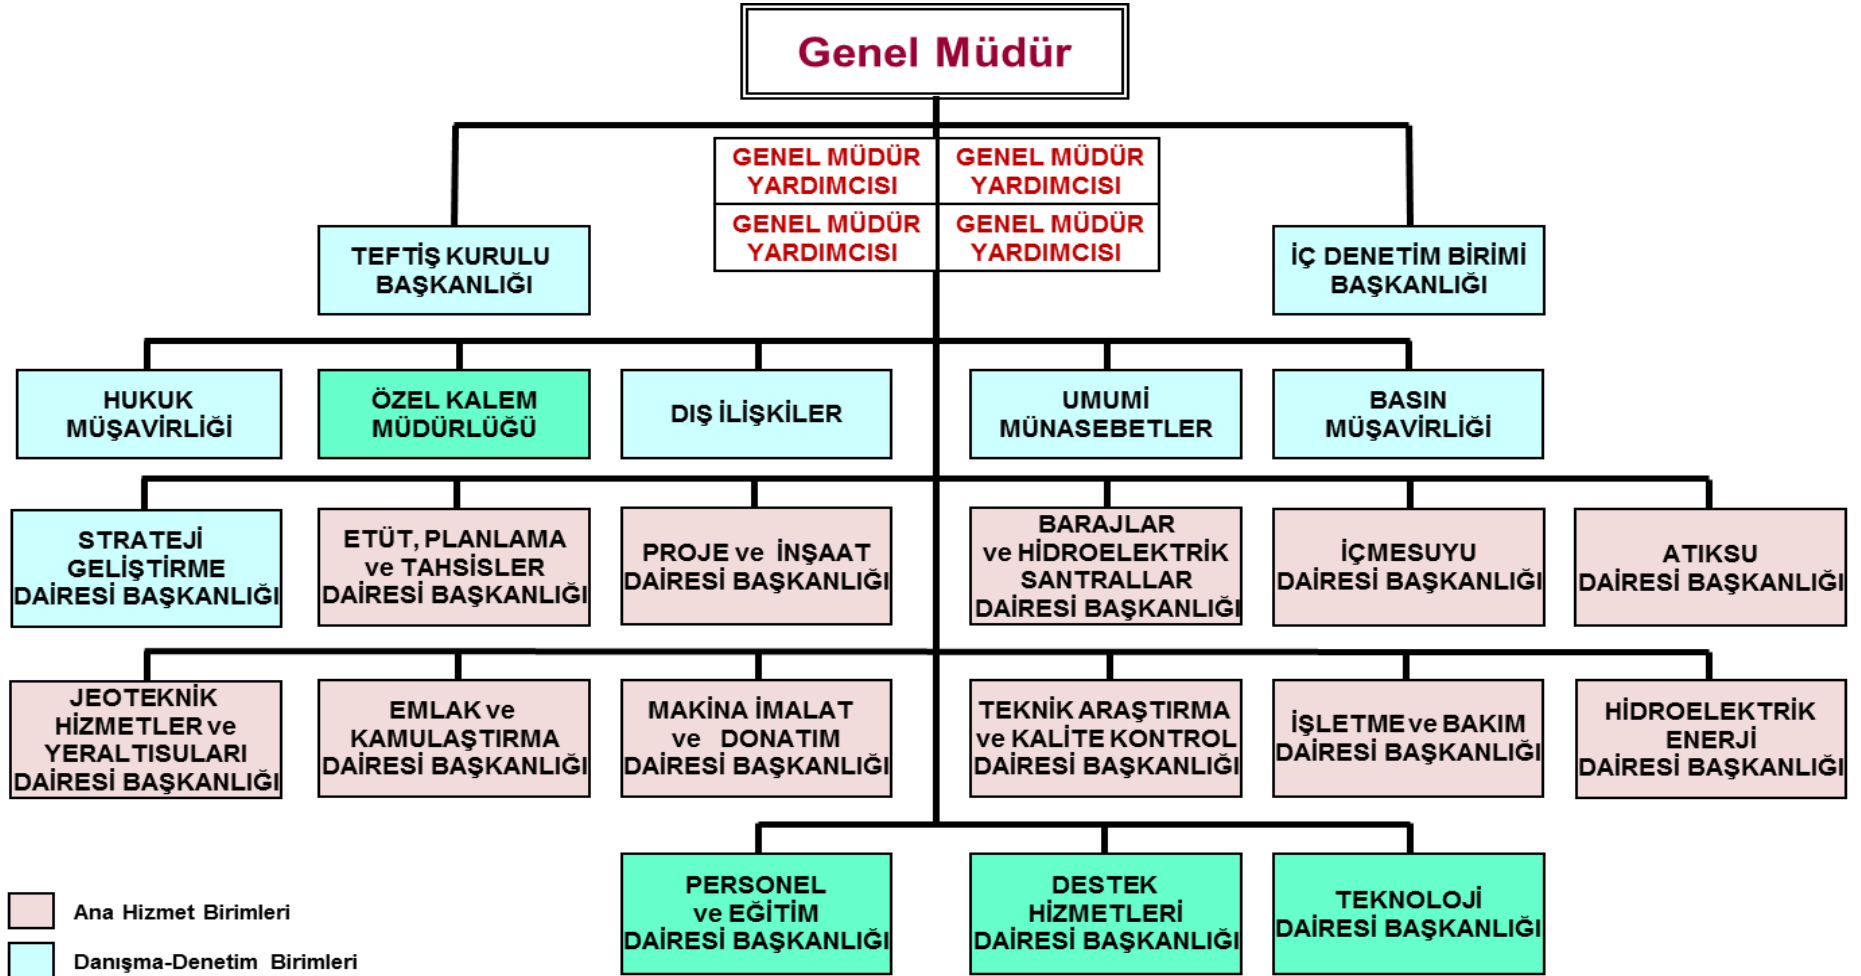 Genel Müdür
GENEL MÜDÜR
YARDIMCISI
GENEL MÜDÜR
YARDIMCISI
GENEL MÜDÜR
YARDIMCISI
GENEL MÜDÜR
YARDIMCISI
TEFTİŞ KURULU
BAŞKANLIĞI
İÇ DENETİM BİRİMİ
BAŞKANLIĞI
HUKUK
MÜŞAVİRLİĞİ
ÖZEL KALEM
MÜDÜRLÜĞÜ
DIŞ İLİŞKİLER
UMUMİ
MÜNASEBETLER
BASIN
MÜŞAVİRLİĞİ
STRATEJİ
GELİŞTİRME
DAİRESİ BAŞKANLIĞI
ETÜT, PLANLAMA
ve TAHSİSLER
DAİRESİ BAŞKANLIĞI
PROJE ve İNŞAAT
DAİRESİ BAŞKANLIĞI
BARAJLAR
ve HİDROELEKTRİK
SANTRALLAR
DAİRESİ BAŞKANLIĞI
İÇMESUYU
DAİRESİ BAŞKANLIĞI
ATIKSU
DAİRESİ BAŞKANLIĞI
JEOTEKNİK
HİZMETLER ve
YERALTISULARI
DAİRESİ BAŞKANLIĞI
EMLAK ve
KAMULAŞTIRMA
DAİRESİ BAŞKANLIĞI
MAKİNA İMALAT
ve DONATIM
DAİRESİ BAŞKANLIĞI
TEKNİK ARAŞTIRMA
ve KALİTE KONTROL
DAİRESİ BAŞKANLIĞI
İŞLETME ve BAKIM
DAİRESİ BAŞKANLIĞI
HİDROELEKTRİK
ENERJİ
DAİRESİ BAŞKANLIĞI
PERSONEL
ve EĞİTİM
DAİRESİ BAŞKANLIĞI
DESTEK
HİZMETLERİ
DAİRESİ BAŞKANLIĞI
TEKNOLOJİ
DAİRESİ BAŞKANLIĞI
Ana Hizmet Birimleri
Danışma-Denetim Birimleri